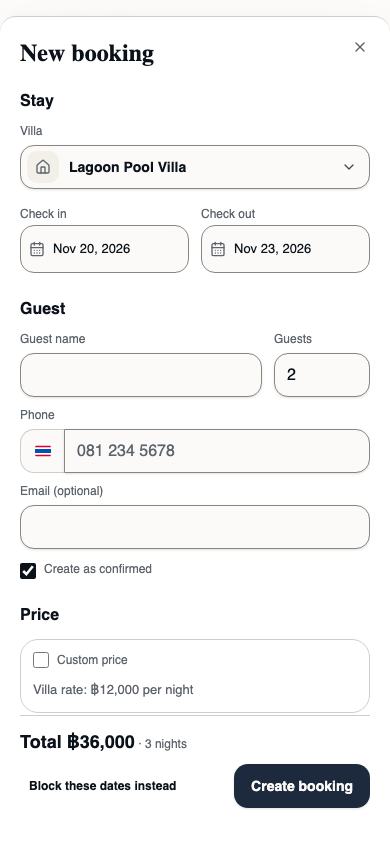 New booking
Stay
Villa
Lagoon Pool Villa
Check in
Check out
Nov 20, 2026
Nov 23, 2026
Guest
Guest name
Guests
2
Phone
081 234 5678
Email (optional)
Create as confirmed
Price
Custom price
Villa rate: ฿12,000 per night
Total ฿36,000 · 3 nights
Block these dates instead
Create booking